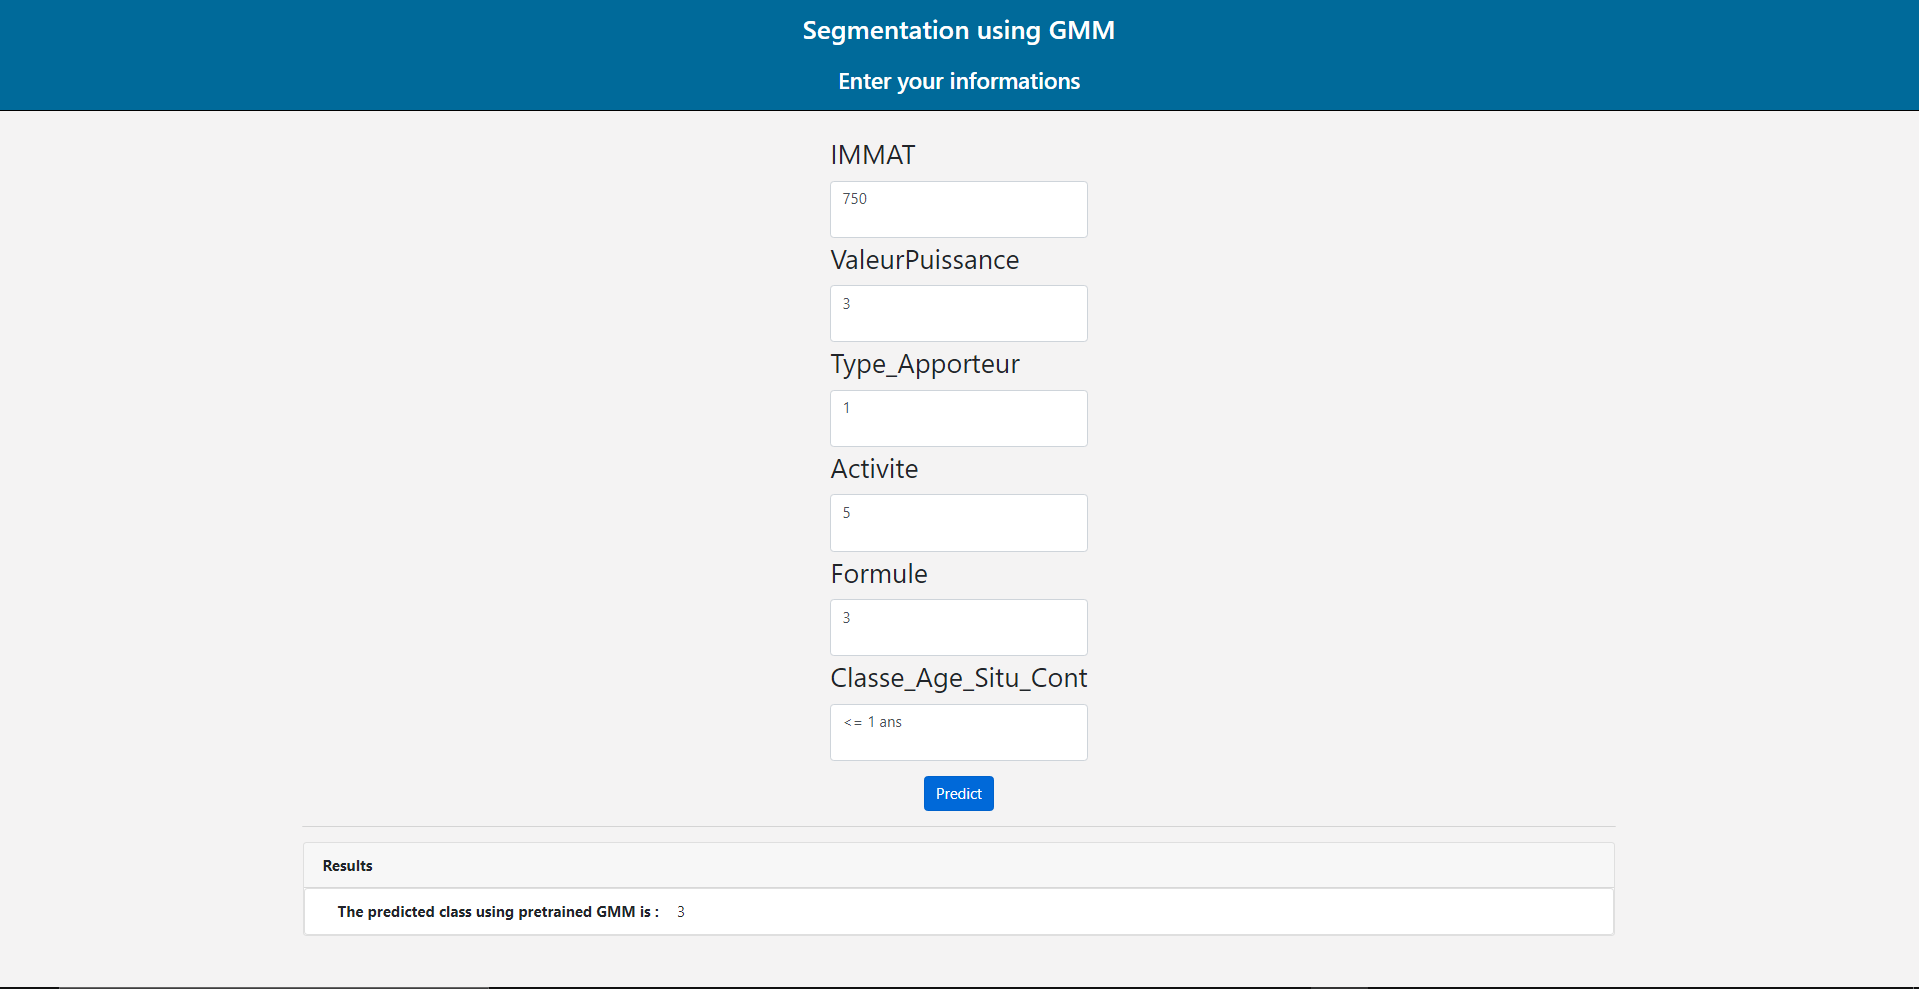 Segmentation using GMM
Enter your informations
IMMAT
750
ValeurPuissance
3
Type_Apporteur
1
Activite
5
Formule
3
Classe_Age_Situ_Cont
<= 1 ans
Predict
Results
The predicted class using pretrained GMM is : 3